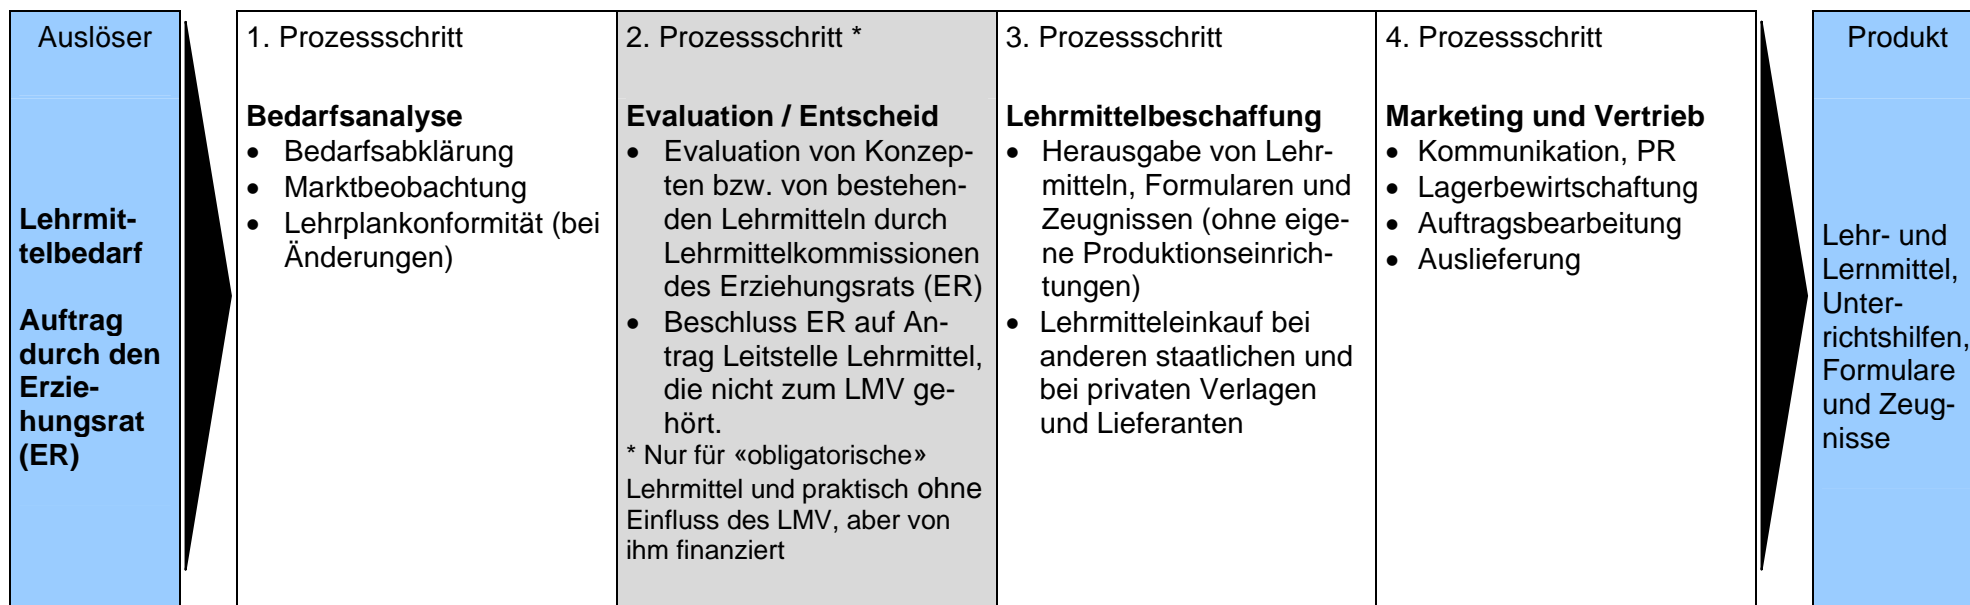 Auslöser
Lehrmit-
telbedarf
Auftrag
durch den
Erzie-
hungsrat
(ER)
1. Prozessschritt
Bedarfsanalyse
• Bedarfsabklärung
• Marktbeobachtung
• Lehrplankonformität (bei
Änderungen)
2. Prozessschritt *
Evaluation / Entscheid
• Evaluation von Konzep-
ten bzw. von bestehen-
den Lehrmitteln durch
Lehrmittelkommissionen
des Erziehungsrats (ER)
• Beschluss ER auf An-
trag Leitstelle Lehrmittel,
die nicht zum LMV ge-
hört.
* Nur für «obligatorische»
Lehrmittel und praktisch ohne
Einfluss des LMV, aber von
ihm finanziert
3. Prozessschritt
Lehrmittelbeschaffung
• Herausgabe von Lehr-
mitteln, Formularen und
Zeugnissen (ohne eige-
ne Produktionseinrich-
tungen)
• Lehrmitteleinkauf bei
anderen staatlichen und
bei privaten Verlagen
und Lieferanten
4. Prozessschritt
Marketing und Vertrieb
• Kommunikation, PR
• Lagerbewirtschaftung
• Auftragsbearbeitung
• Auslieferung
Produkt
Lehr- und
Lernmittel,
Unter-
richtshilfen,
Formulare
und Zeug-
nisse